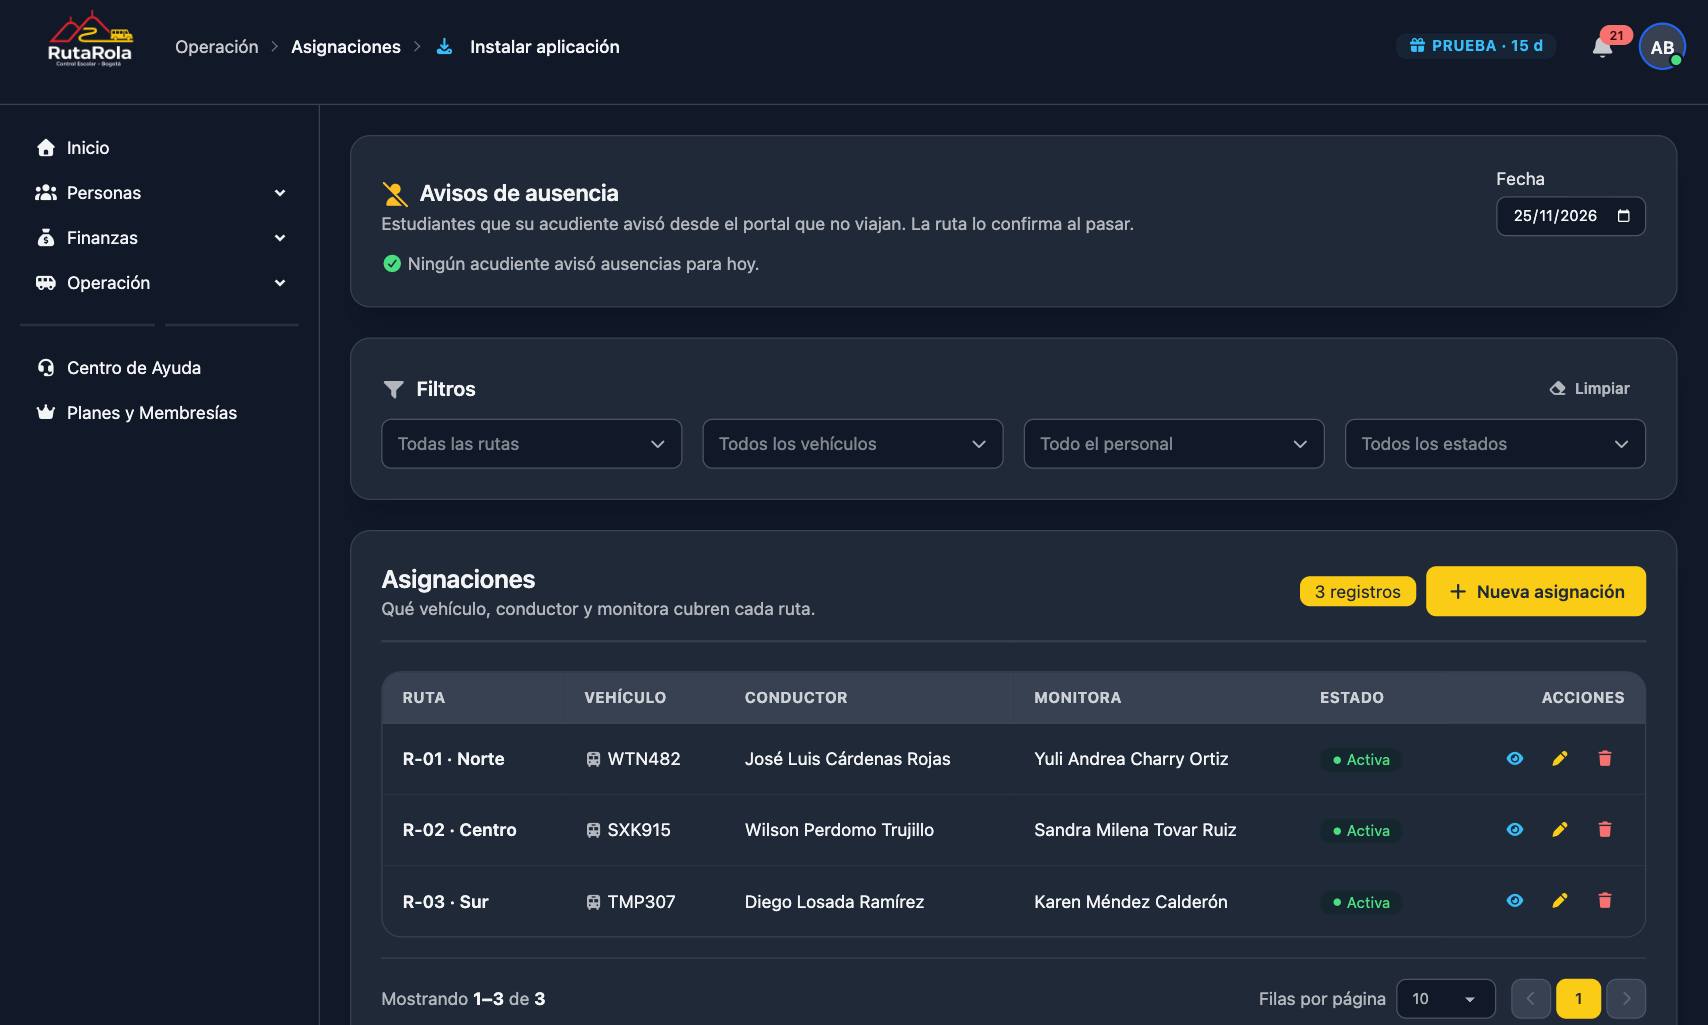 RutaRola
Control Escolar - Bogotá
Operación
Asignaciones
Instalar aplicación
PRUEBA · 15 d
21
AB
Inicio
Personas
Finanzas
Operación
Centro de Ayuda
Planes y Membresías
Avisos de ausencia
Estudiantes que su acudiente avisó desde el portal que no viajan. La ruta lo confirma al pasar.
Ningún acudiente avisó ausencias para hoy.
Fecha
25/11/2026
Filtros
Limpiar
Todas las rutas
Todos los vehículos
Todo el personal
Todos los estados
Asignaciones
Qué vehículo, conductor y monitora cubren cada ruta.
3 registros
Nueva asignación
RUTA VEHÍCULO CONDUCTOR MONITORA ESTADO ACCIONES
R-01 · Norte WTN482 José Luis Cárdenas Rojas Yuli Andrea Charry Ortiz Activa
R-02 · Centro SXK915 Wilson Perdomo Trujillo Sandra Milena Tovar Ruiz Activa
R-03 · Sur TMP307 Diego Losada Ramírez Karen Méndez Calderón Activa
Mostrando 1–3 de 3
Filas por página 10
1